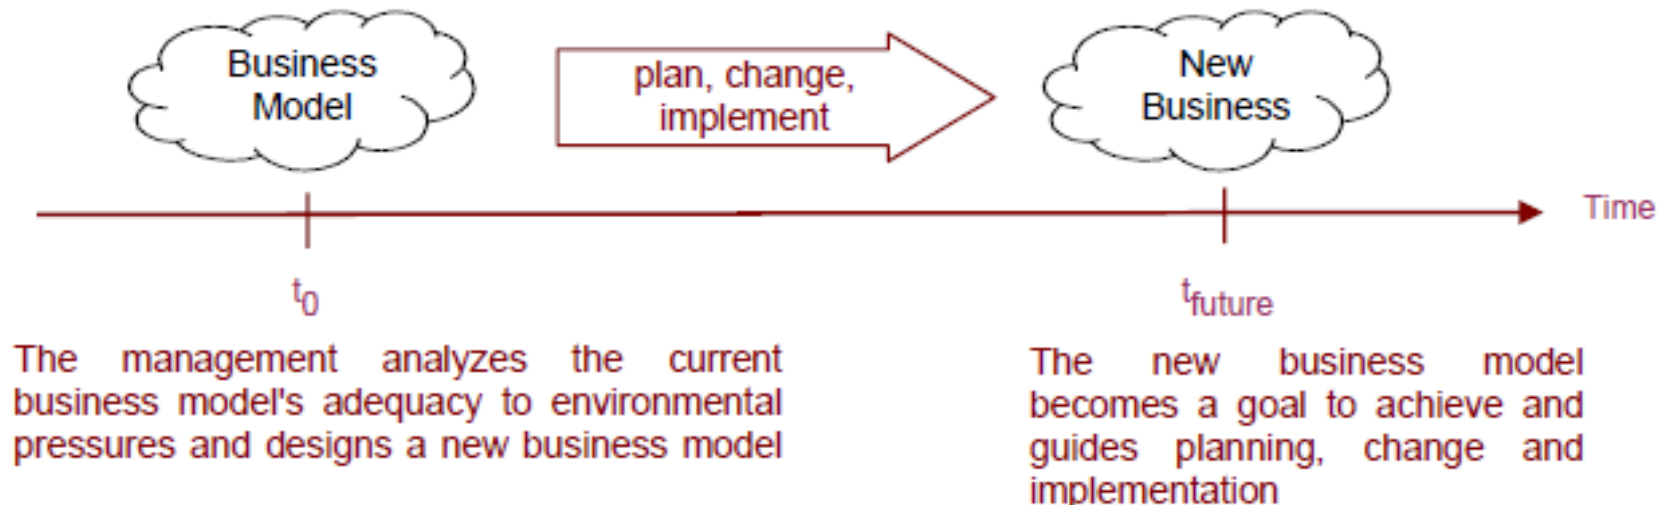 Business
Model
plan, change,
implement
New
Business
Time
t0
tfuture
The management analyzes the current
business model's adequacy to environmental
pressures and designs a new business model
The new business model
becomes a goal to achieve and
guides planning, change and
implementation